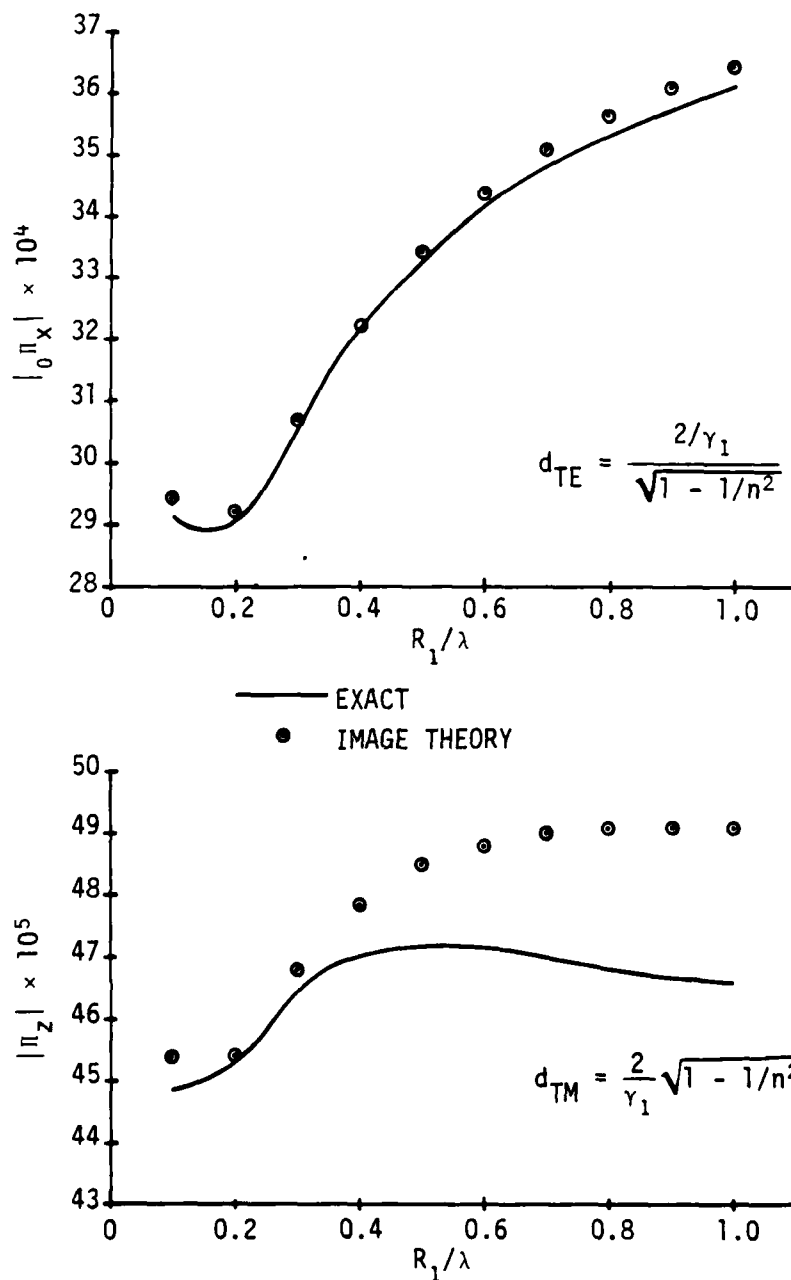 37
36
35
34
33
32
31
30
29
28
|₀Π_X| × 10⁴
d_TE = 2/γ₁ / √(1 - 1/n²)
0 0.2 0.4 0.6 0.8 1.0
R₁/λ
EXACT
IMAGE THEORY
50
49
48
47
46
45
44
43
|Π_Z| × 10⁵
d_TM = 2/γ₁ √(1 - 1/n²
0 0.2 0.4 0.6 0.8 1.0
R₁/λ